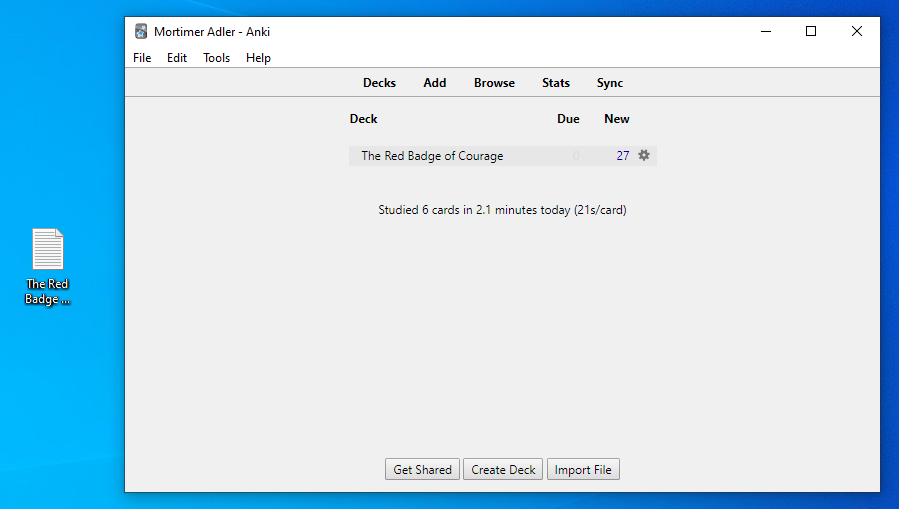 Mortimer Adler - Anki
File Edit Tools Help
Decks Add Browse Stats Sync
Deck Due New
The Red Badge of Courage 0 27
Studied 6 cards in 2.1 minutes today (21s/card)
The Red
Badge ...
Get Shared Create Deck Import File